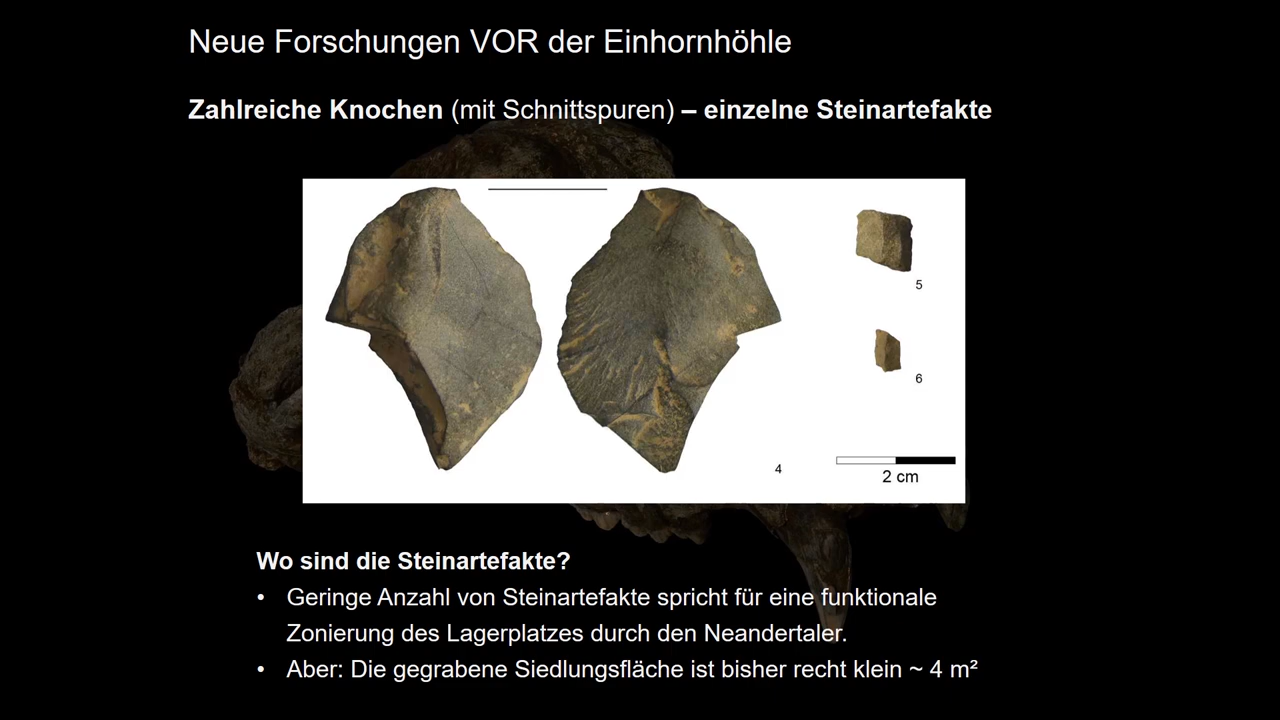 Neue Forschungen VOR der Einhornhöhle
Zahlreiche Knochen (mit Schnittspuren) – einzelne Steinartefakte
5
6
4
2 cm
Wo sind die Steinartefakte?
• Geringe Anzahl von Steinartefakte spricht für eine funktionale
Zonierung des Lagerplatzes durch den Neandertaler.
• Aber: Die gegrabene Siedlungsfläche ist bisher recht klein ~ 4 m²